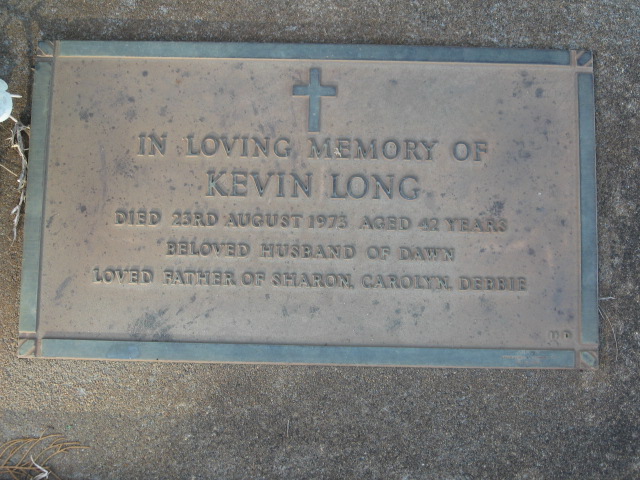 IN LOVING MEMORY OF
KEVIN LONG
DIED 23RD AUGUST 1973 AGED 42 YEARS
BELOVED HUSBAND OF DAWN
LOVED FATHER OF SHARON, CAROLYN, DEBBIE